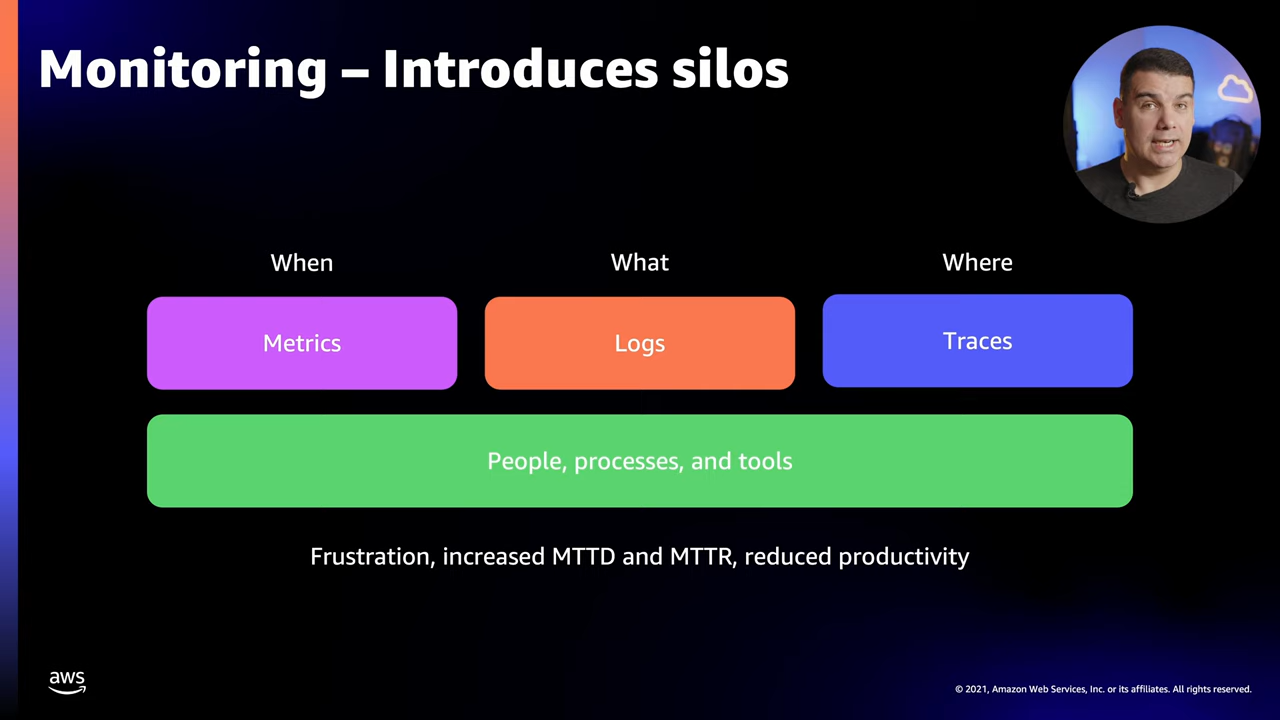 Monitoring – Introduces silos
When
What
Where
Metrics
Logs
Traces
People, processes, and tools
Frustration, increased MTTD and MTTR, reduced productivity
aws
© 2021, Amazon Web Services, Inc. or its affiliates. All rights reserved.